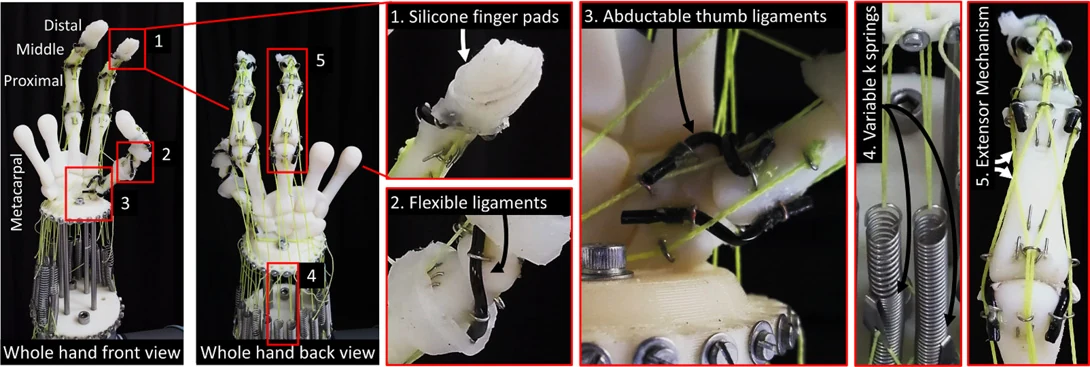 Distal
Middle
Proximal
Metacarpal
1
2
3
Whole hand front view
5
4
Whole hand back view
1. Silicone finger pads
2. Flexible ligaments
3. Abductable thumb ligaments
4. Variable k springs
5. Extensor Mechanism